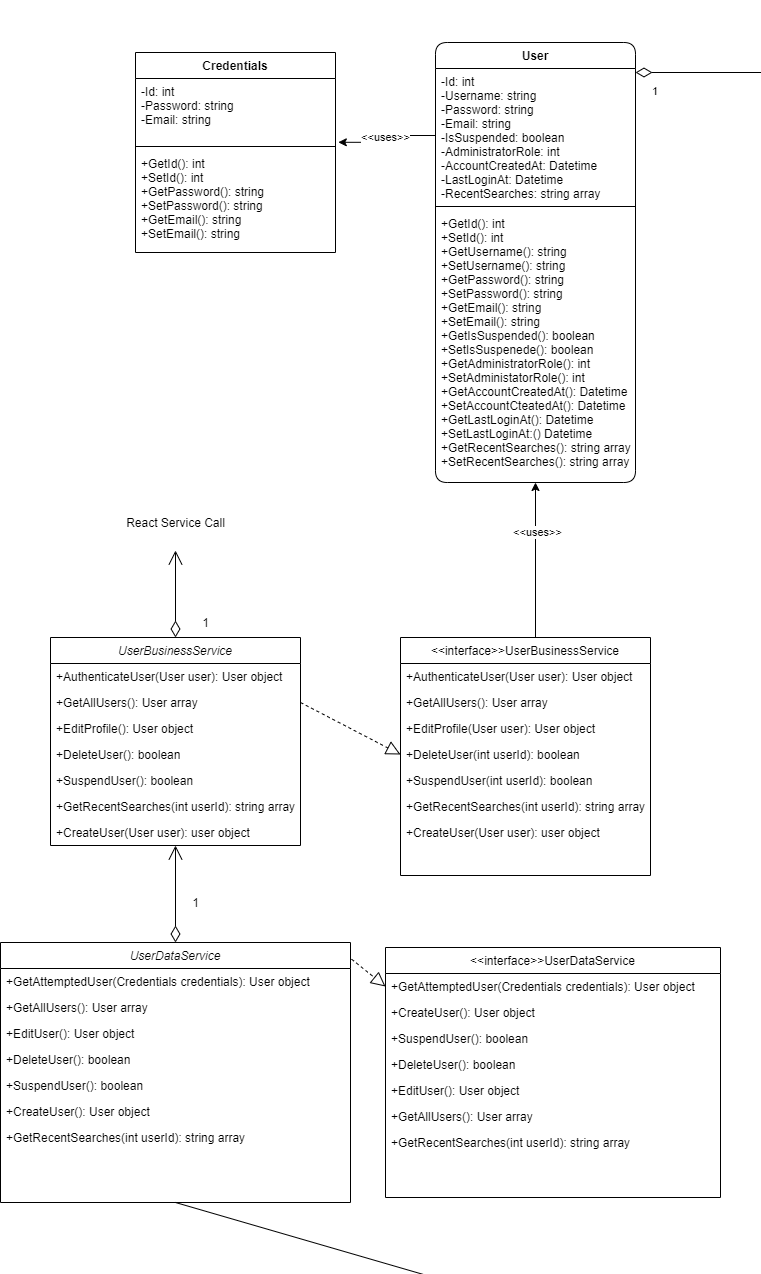 Credentials
-Id: int
-Password: string
-Email: string
+GetId(): int
+SetId(): int
+GetPassword(): string
+SetPassword(): string
+GetEmail(): string
+SetEmail(): string
<<uses>>
User
-Id: int
-Username: string
-Password: string
-Email: string
-IsSuspended: boolean
-AdministratorRole: int
-AccountCreatedAt: Datetime
-LastLoginAt: Datetime
-RecentSearches: string array
+GetId(): int
+SetId(): int
+GetUsername(): string
+SetUsername(): string
+GetPassword(): string
+SetPassword(): string
+GetEmail(): string
+SetEmail(): string
+GetIsSuspended(): boolean
+SetIsSuspenede(): boolean
+GetAdministratorRole(): int
+SetAdministatorRole(): int
+GetAccountCreatedAt(): Datetime
+SetAccountCteatedAt(): Datetime
+GetLastLoginAt(): Datetime
+SetLastLoginAt:() Datetime
+GetRecentSearches(): string array
+SetRecentSearches(): string array
1
<<uses>>
React Service Call
1
UserBusinessService
+AuthenticateUser(User user): User object
+GetAllUsers(): User array
+EditProfile(): User object
+DeleteUser(): boolean
+SuspendUser(): boolean
+GetRecentSearches(int userId): string array
+CreateUser(User user): user object
<<interface>>UserBusinessService
+AuthenticateUser(User user): User object
+GetAllUsers(): User array
+EditProfile(User user): User object
+DeleteUser(int userId): boolean
+SuspendUser(int userId): boolean
+GetRecentSearches(int userId): string array
+CreateUser(User user): user object
1
UserDataService
+GetAttemptedUser(Credentials credentials): User object
+GetAllUsers(): User array
+EditUser(): User object
+DeleteUser(): boolean
+SuspendUser(): boolean
+CreateUser(): User object
+GetRecentSearches(int userId): string array
<<interface>>UserDataService
+GetAttemptedUser(Credentials credentials): User object
+CreateUser(): User object
+SuspendUser(): boolean
+DeleteUser(): boolean
+EditUser(): User object
+GetAllUsers(): User array
+GetRecentSearches(int userId): string array